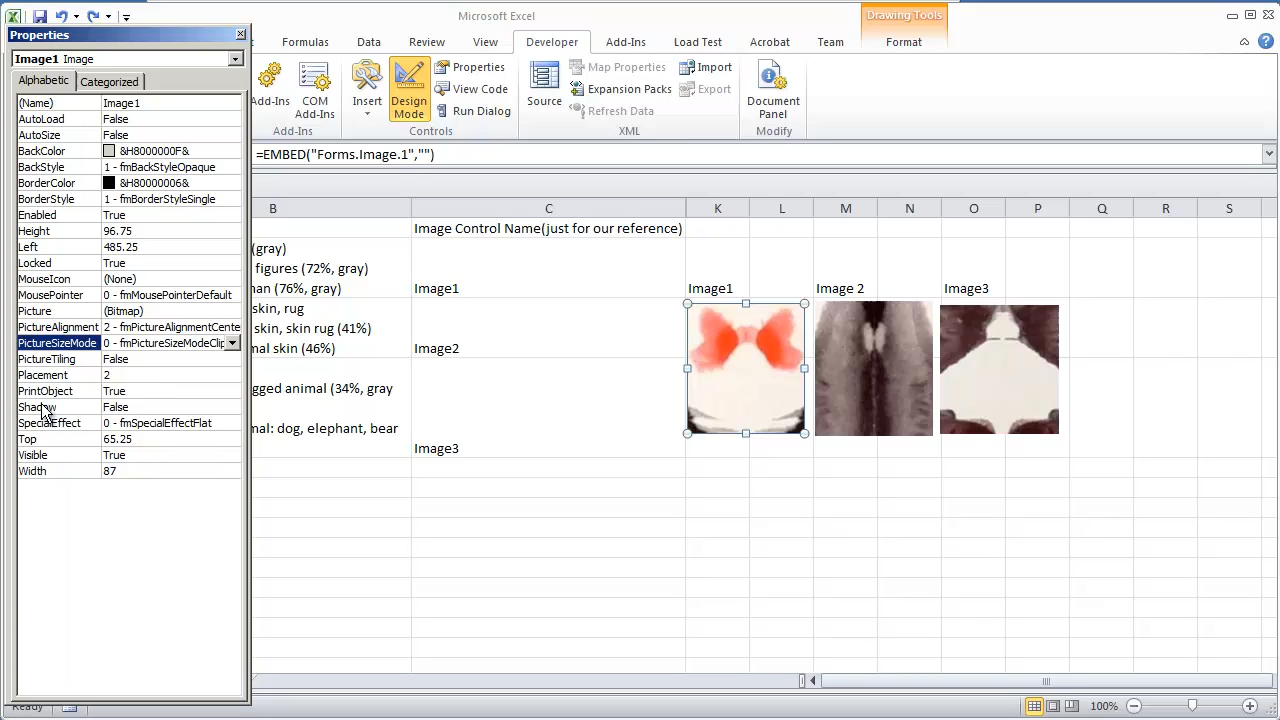 Microsoft Excel
Drawing Tools
Properties
Formulas Data Review View Developer Add-Ins Load Test Acrobat Team Format
Image1 Image
Alphabetic Categorized
Add-Ins
COM Add-Ins
Insert
Design Mode
Properties
View Code
Run Dialog
Source
Map Properties
Expansion Packs
Refresh Data
Import
Export
Document Panel
Add-Ins Controls XML Modify
=EMBED("Forms.Image.1","")
(Name) Image1
AutoLoad False
AutoSize False
BackColor &H8000000F&
BackStyle 1 - fmBackStyleOpaque
BorderColor &H80000006&
BorderStyle 1 - fmBorderStyleSingle
Enabled True
Height 96.75
Left 485.25
Locked True
MouseIcon (None)
MousePointer 0 - fmMousePointerDefault
Picture (Bitmap)
PictureAlignment 2 - fmPictureAlignmentCente
PictureSizeMode 0 - fmPictureSizeModeClip
PictureTiling False
Placement 2
PrintObject True
Shadow False
SpecialEffect 0 - fmSpecialEffectFlat
Top 65.25
Visible True
Width 87
B C K L M N O P Q R S
Image Control Name(just for our reference)
(gray)
figures (72%, gray)
(76%, gray) Image1 Image1 Image 2 Image3
skin, rug
skin, skin rug (41%)
skin (46%) Image2
animal (34%, gray
dog, elephant, bear
Image3
Ready 100%